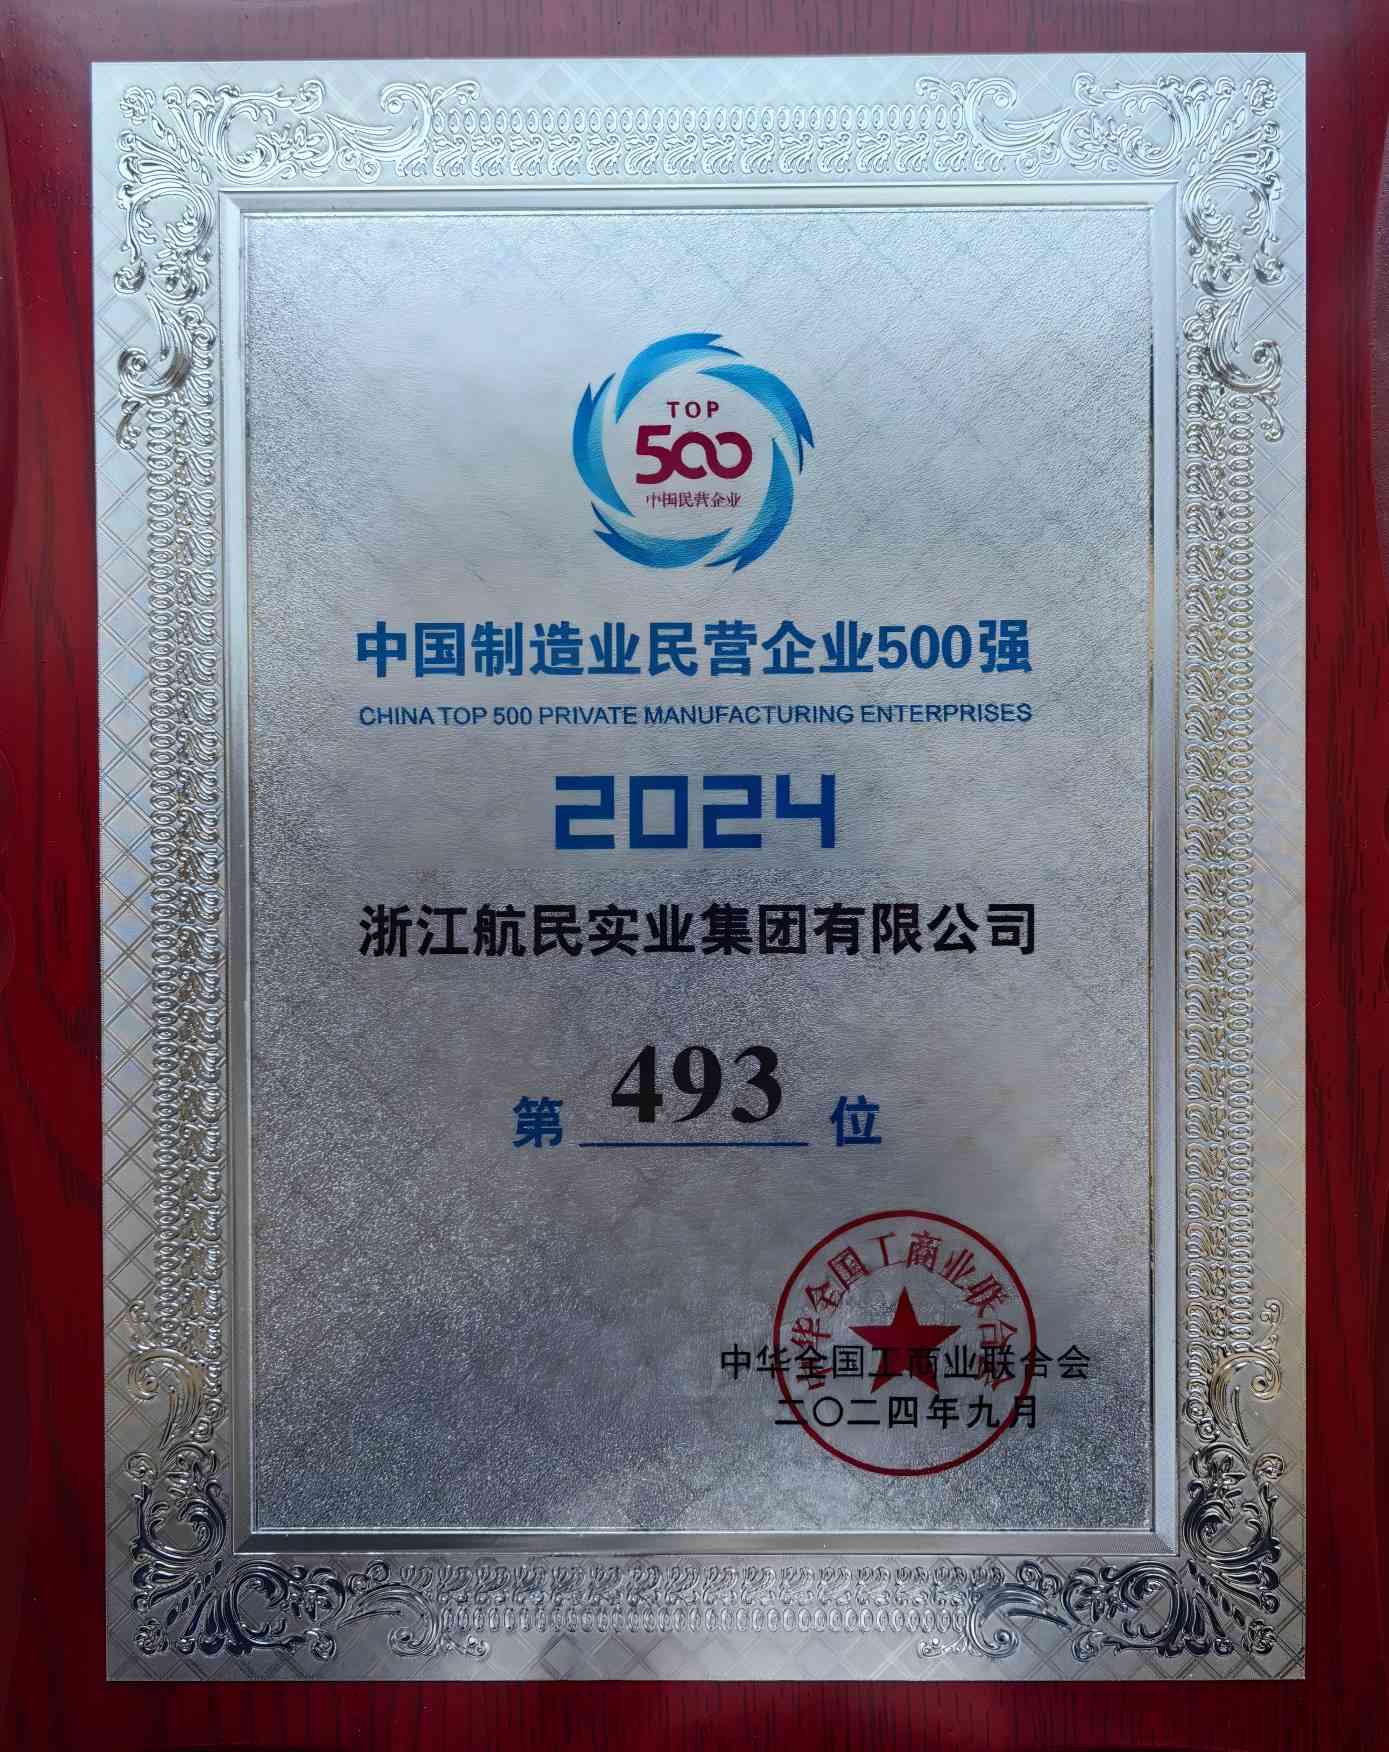 TOP
500
中国民营企业
中国制造业民营企业500强
CHINA TOP 500 PRIVATE MANUFACTURING ENTERPRISES
2024
浙江航民实业集团有限公司
第 493 位
中华全国工商业联合会
中华全国工商业联合会
二〇二四年九月